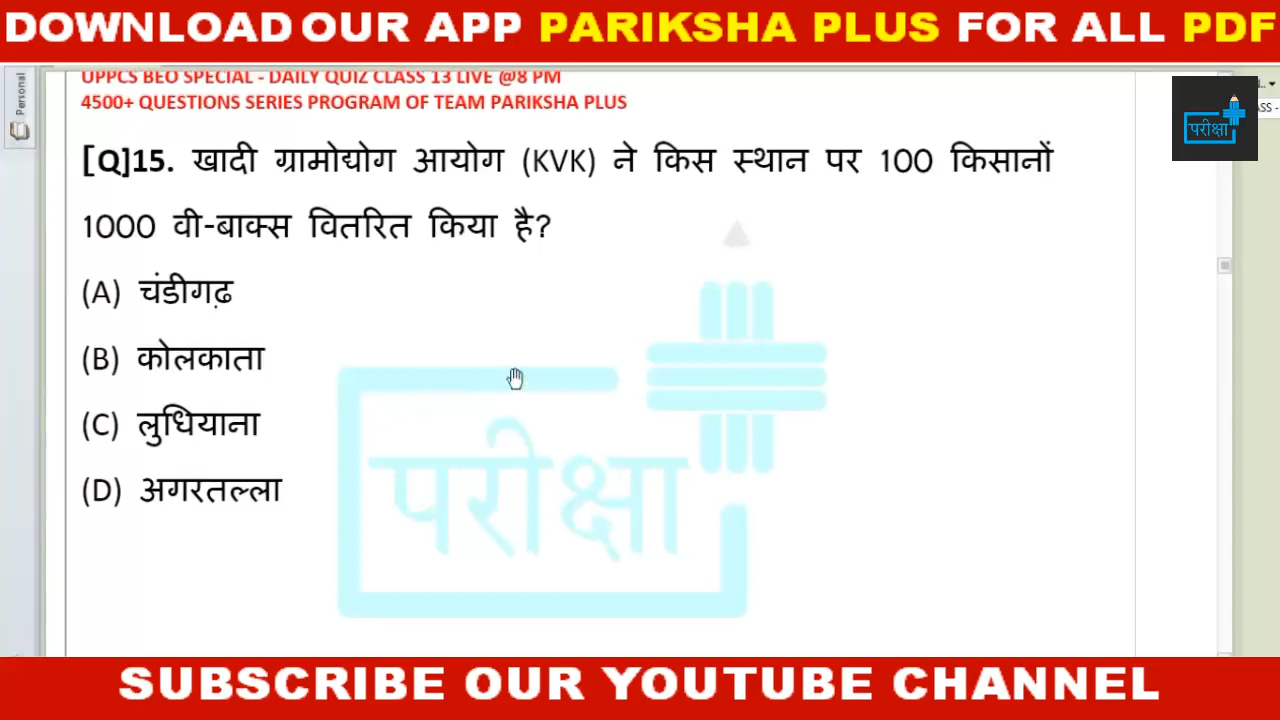 DOWNLOAD OUR APP PARIKSHA PLUS FOR ALL PDF
Personal
UPPCS BEO SPECIAL - DAILY QUIZ CLASS 13 LIVE @8 PM
4500+ QUESTIONS SERIES PROGRAM OF TEAM PARIKSHA PLUS
परीक्षा
[Q]15. खादी ग्रामोद्योग आयोग (KVK) ने किस स्थान पर 100 किसानों
1000 वी-बाक्स वितरित किया है?
(A) चंडीगढ़
(B) कोलकाता
(C) लुधियाना
(D) अगरतल्ला
परीक्षा
SUBSCRIBE OUR YOUTUBE CHANNEL